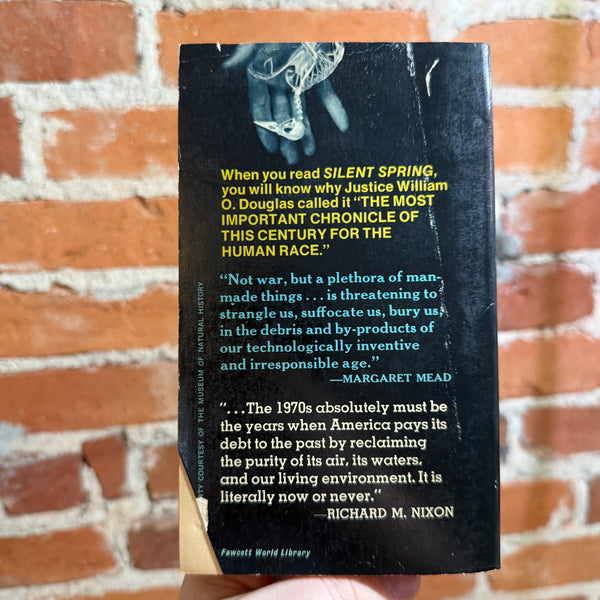 When you read SILENT SPRING,
you will know why Justice William
O. Douglas called it “THE MOST
IMPORTANT CHRONICLE OF
THIS CENTURY FOR THE
HUMAN RACE.”
“Not war, but a plethora of man-
made things ... is threatening to
strangle us, suffocate us, bury us
in the debris and by-products of
our technologically inventive
and irresponsible age.”
—MARGARET MEAD
“...The 1970s absolutely must be
the years when America pays its
debt to the past by reclaiming
the purity of its air, its waters,
and our living environment. It is
literally now or never.”
—RICHARD M. NIXON
Fawcett World Library
COURTESY OF THE MUSEUM OF NATURAL HISTORY